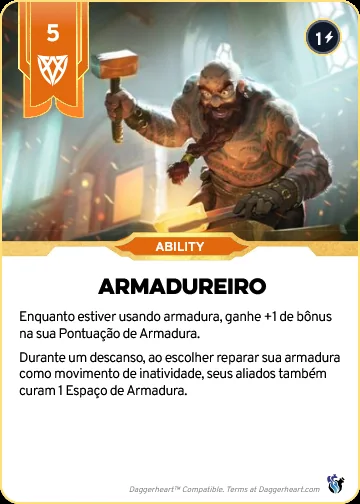 5
1
ABILITY
ARMADUREIRO
Enquanto estiver usando armadura, ganhe +1 de bônus
na sua Pontuação de Armadura.
Durante um descanso, ao escolher reparar sua armadura
como movimento de inatividade, seus aliados também
curam 1 Espaço de Armadura.
Daggerheart™ Compatible. Terms at Daggerheart.com